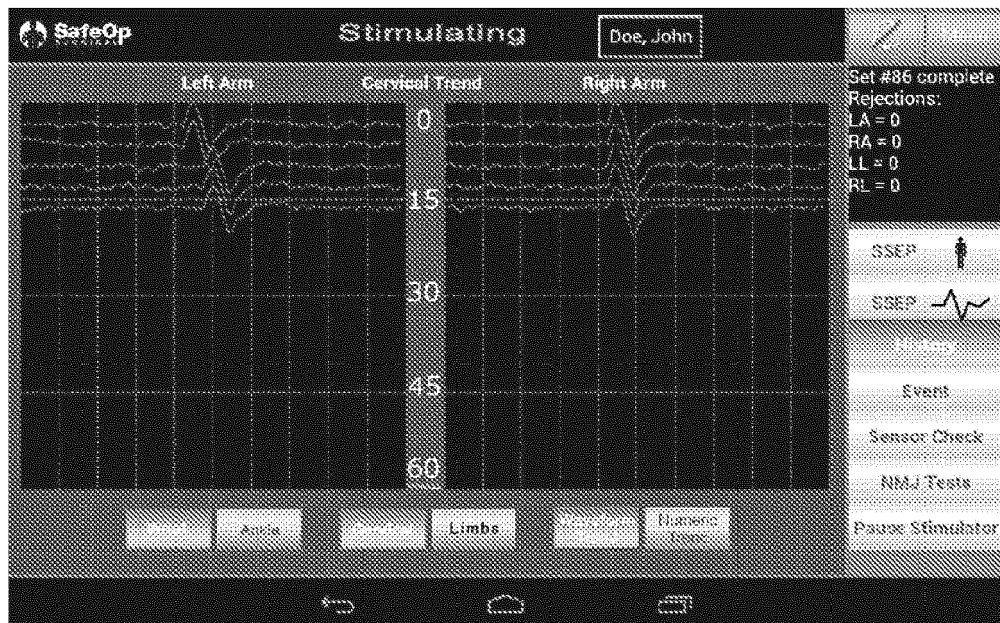 SafeOp
SURGICAL
Stimulating
Doe, John
Left Arm
Cervical Trend
Right Arm
0
15
30
45
60
Set #86 complete
Rejections:
LA = 0
RA = 0
LL = 0
RL = 0
SSEP
SSEP
Event
Sensor Check
NMJ Tests
Pause Stimulator
Ankle
Limbs
Numeric